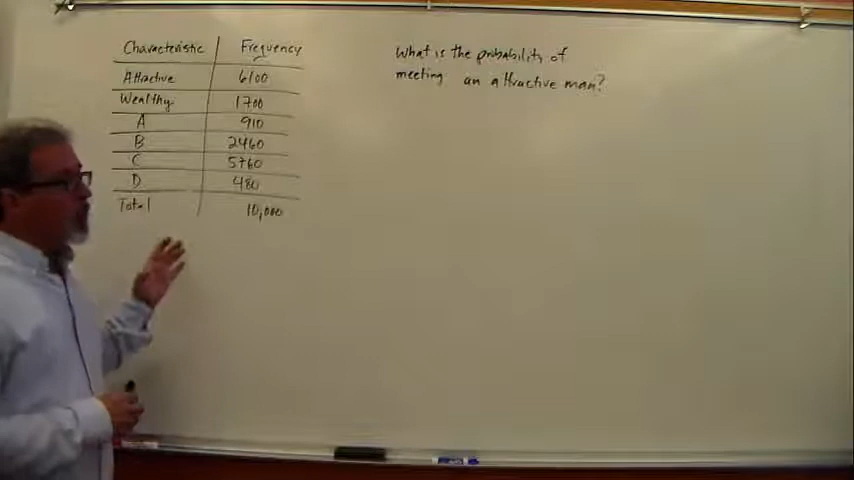 Characteristic Frequency
Attractive 6100
Wealthy 1700
A 910
B 2460
C 5760
D 480
Total 10,000
What is the probability of
meeting an attractive man?